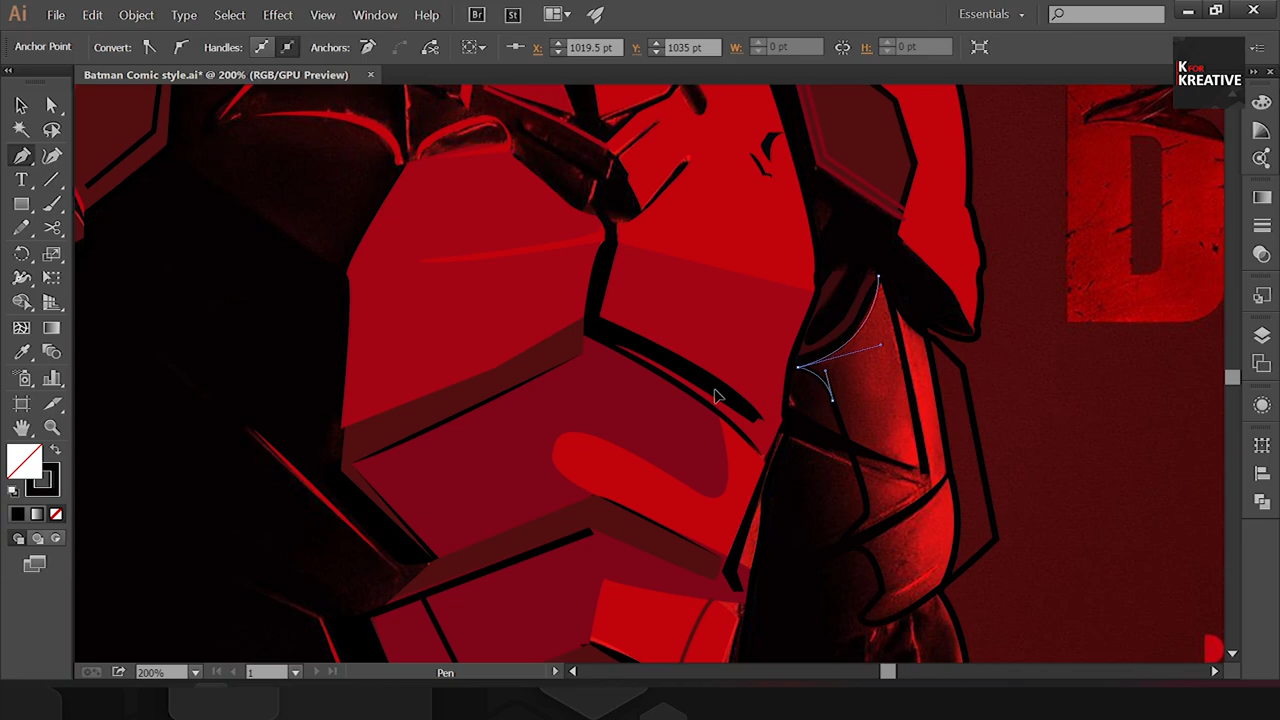 Ai File Edit Object Type Select Effect View Window Help Br St Essentials
Anchor Point Convert: Handles: Anchors: X: 1019.5 pt Y: 1035 pt W: 0 pt H: 0 pt
K FOR
KREATIVE
Batman Comic style.ai* @ 200% (RGB/GPU Preview) ×
D
T
200% 1 Pen